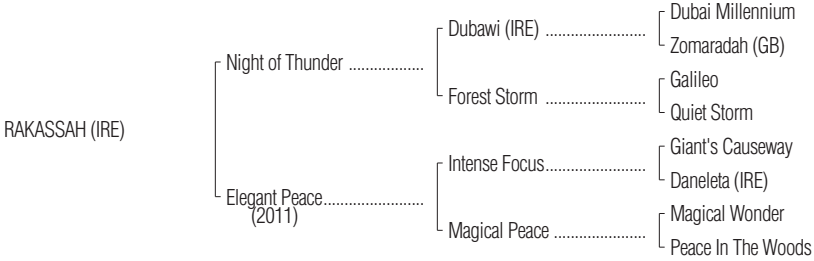 Dubai Millennium
Dubawi (IRE) ........................
Zomaradah (GB)
Night of Thunder ..................
Galileo
Forest Storm ........................
Quiet Storm
RAKASSAH (IRE)
Giant's Causeway
Intense Focus........................
Daneleta (IRE)
Elegant Peace........................
(2011)
Magical Wonder
Magical Peace ......................
Peace In The Woods